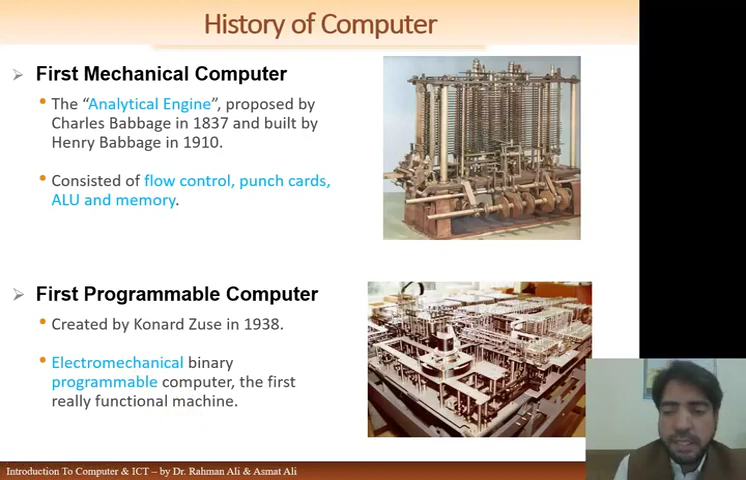 History of Computer
First Mechanical Computer
The “Analytical Engine”, proposed by
Charles Babbage in 1837 and built by
Henry Babbage in 1910.
Consisted of flow control, punch cards,
ALU and memory.
First Programmable Computer
Created by Konard Zuse in 1938.
Electromechanical binary
programmable computer, the first
really functional machine.
Introduction To Computer & ICT – by Dr. Rahman Ali & Asmat Ali